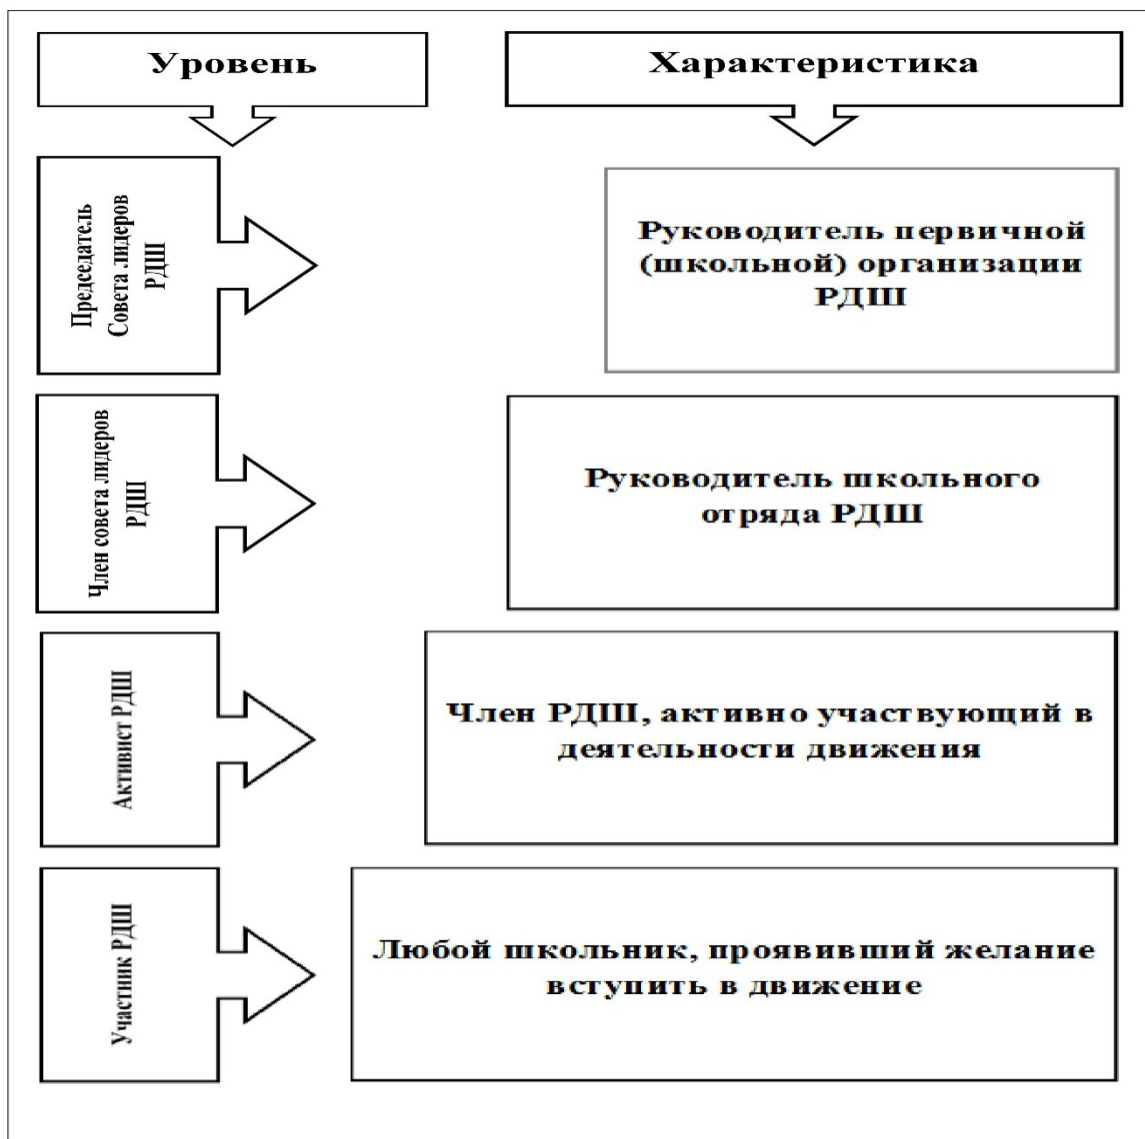 Уровень
Характеристика
Председатель
Совета лидеров
РДШ
Руководитель первичной
(школьной) организации
РДШ
Член совета лидеров
РДШ
Руководитель школьного
отряда РДШ
Активист РДШ
Член РДШ, активно участвующий в
деятельности движения
Участник РДШ
Любой школьник, проявивший желание
вступить в движение